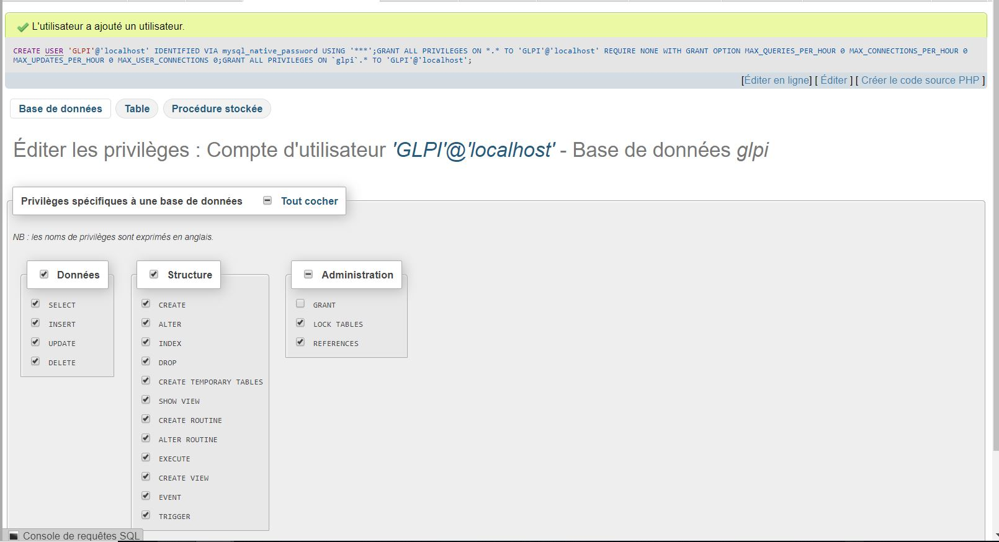 L'utilisateur a ajouté un utilisateur.
CREATE USER 'GLPI'@'localhost' IDENTIFIED VIA mysql_native_password USING '***';GRANT ALL PRIVILEGES ON *.* TO 'GLPI'@'localhost' REQUIRE NONE WITH GRANT OPTION MAX_QUERIES_PER_HOUR 0 MAX_CONNECTIONS_PER_HOUR 0
MAX_UPDATES_PER_HOUR 0 MAX_USER_CONNECTIONS 0;GRANT ALL PRIVILEGES ON `glpi`.* TO 'GLPI'@'localhost';
[Éditer en ligne] [ Éditer ] [ Créer le code source PHP ]
Base de données Table Procédure stockée
Éditer les privilèges : Compte d'utilisateur 'GLPI'@'localhost' - Base de données glpi
Privilèges spécifiques à une base de données Tout cocher
NB : les noms de privilèges sont exprimés en anglais.
Données
SELECT
INSERT
UPDATE
DELETE
Structure
CREATE
ALTER
INDEX
DROP
CREATE TEMPORARY TABLES
SHOW VIEW
CREATE ROUTINE
ALTER ROUTINE
EXECUTE
CREATE VIEW
EVENT
TRIGGER
Administration
GRANT
LOCK TABLES
REFERENCES
Console de requêtes SQL